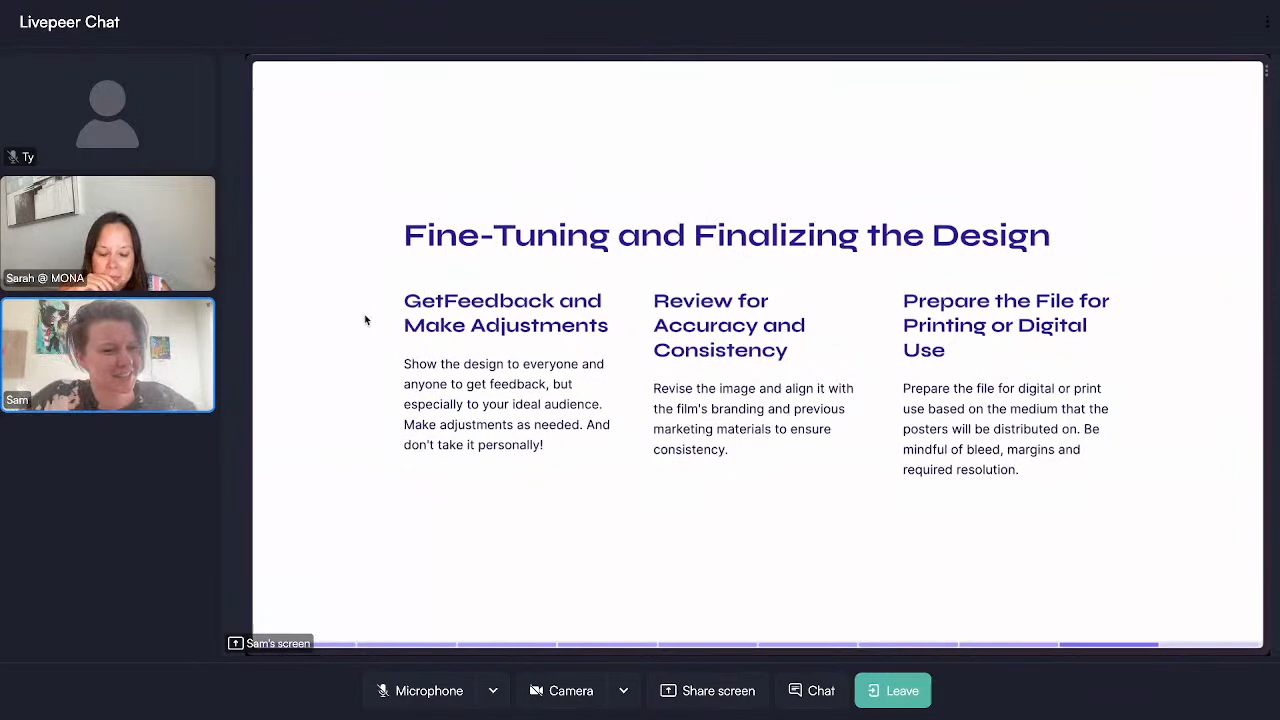 Livepeer Chat
Ty
Sarah @ MONA
Sam
Fine-Tuning and Finalizing the Design
GetFeedback and
Make Adjustments
Show the design to everyone and
anyone to get feedback, but
especially to your ideal audience.
Make adjustments as needed. And
don't take it personally!
Review for
Accuracy and
Consistency
Revise the image and align it with
the film's branding and previous
marketing materials to ensure
consistency.
Prepare the File for
Printing or Digital
Use
Prepare the file for digital or print
use based on the medium that the
posters will be distributed on. Be
mindful of bleed, margins and
required resolution.
Sam's screen
Microphone
Camera
Share screen
Chat
Leave